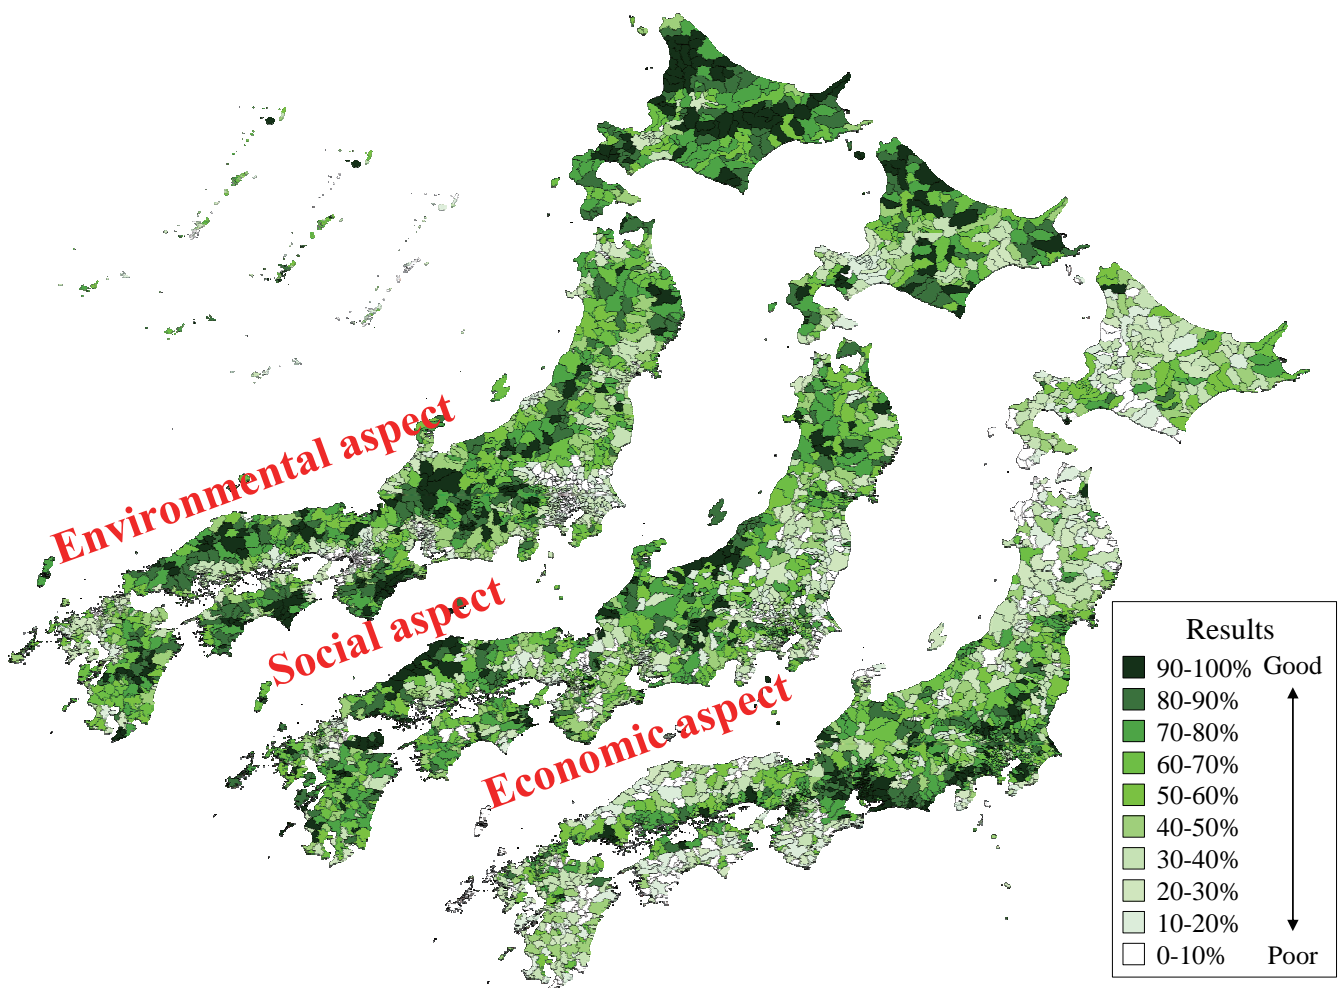 Environmental aspect
Social aspect
Economic aspect
Results
90-100% Good
80-90%
70-80%
60-70%
50-60%
40-50%
30-40%
20-30%
10-20%
0-10% Poor